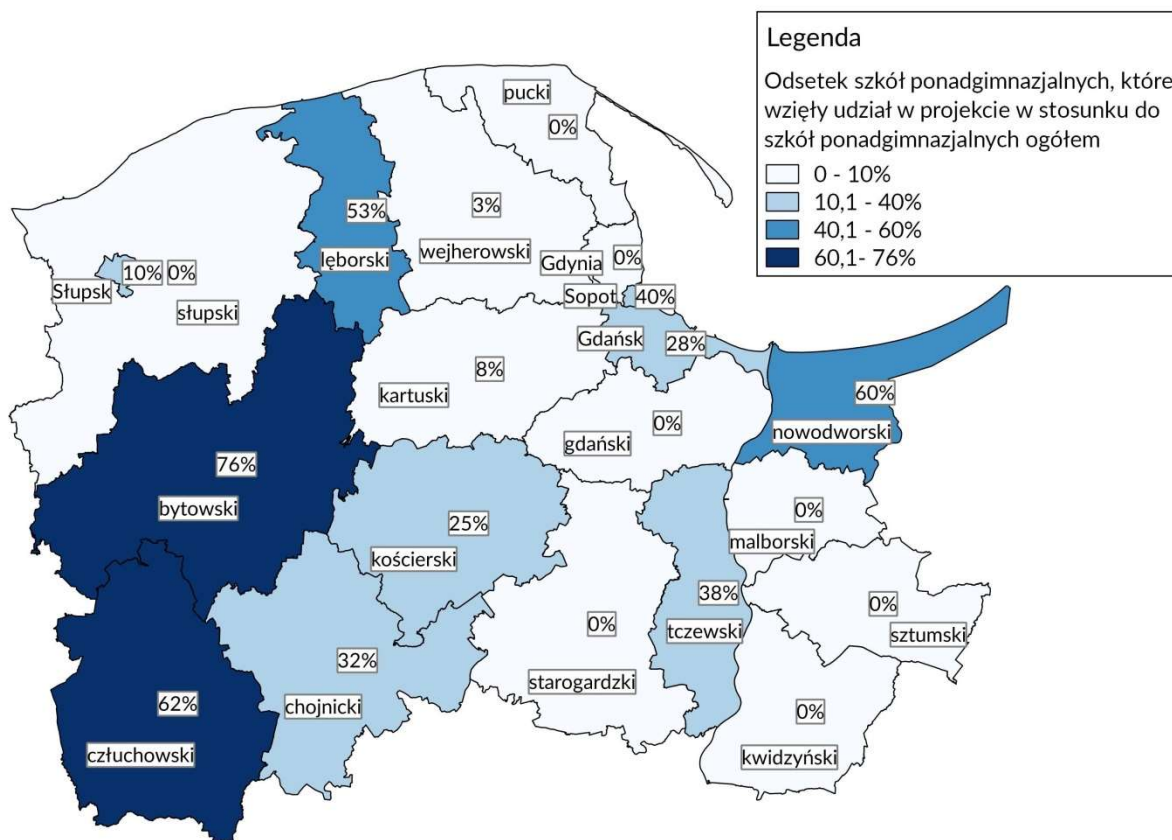 Legenda
Odsetek szkół ponadgimnazjalnych, które
wzięły udział w projekcie w stosunku do
szkół ponadgimnazjalnych ogółem
0 - 10%
10,1 - 40%
40,1 - 60%
60,1- 76%
pucki
0%
53%
lęborski
3%
wejherowski
Gdynia
0%
Słupsk
10%
0%
słupski
Sopot
40%
Gdańsk
28%
8%
kartuski
60%
nowodworski
0%
gdański
76%
bytowski
25%
kościerski
0%
malborski
38%
tczewski
0%
sztumski
0%
starogardzki
32%
chojnicki
62%
człuchowski
0%
kwidzyński